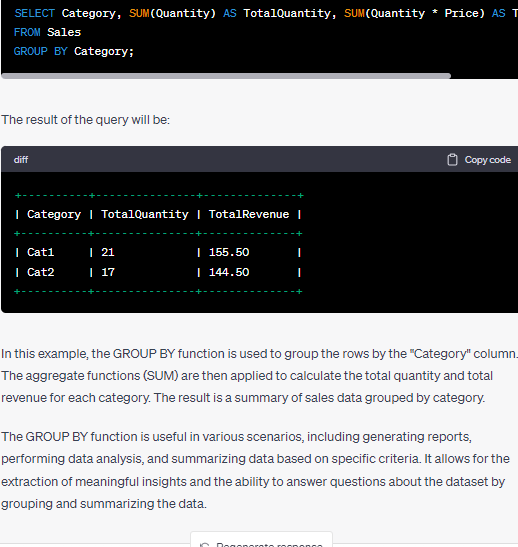 SELECT Category, SUM(Quantity) AS TotalQuantity, SUM(Quantity * Price) AS T
FROM Sales
GROUP BY Category;
The result of the query will be:
diff Copy code
+----------+---------------+--------------+
| Category | TotalQuantity | TotalRevenue |
+----------+---------------+--------------+
| Cat1 | 21 | 155.50 |
| Cat2 | 17 | 144.50 |
+----------+---------------+--------------+
In this example, the GROUP BY function is used to group the rows by the "Category" column.
The aggregate functions (SUM) are then applied to calculate the total quantity and total
revenue for each category. The result is a summary of sales data grouped by category.
The GROUP BY function is useful in various scenarios, including generating reports,
performing data analysis, and summarizing data based on specific criteria. It allows for the
extraction of meaningful insights and the ability to answer questions about the dataset by
grouping and summarizing the data.
Regenerate response